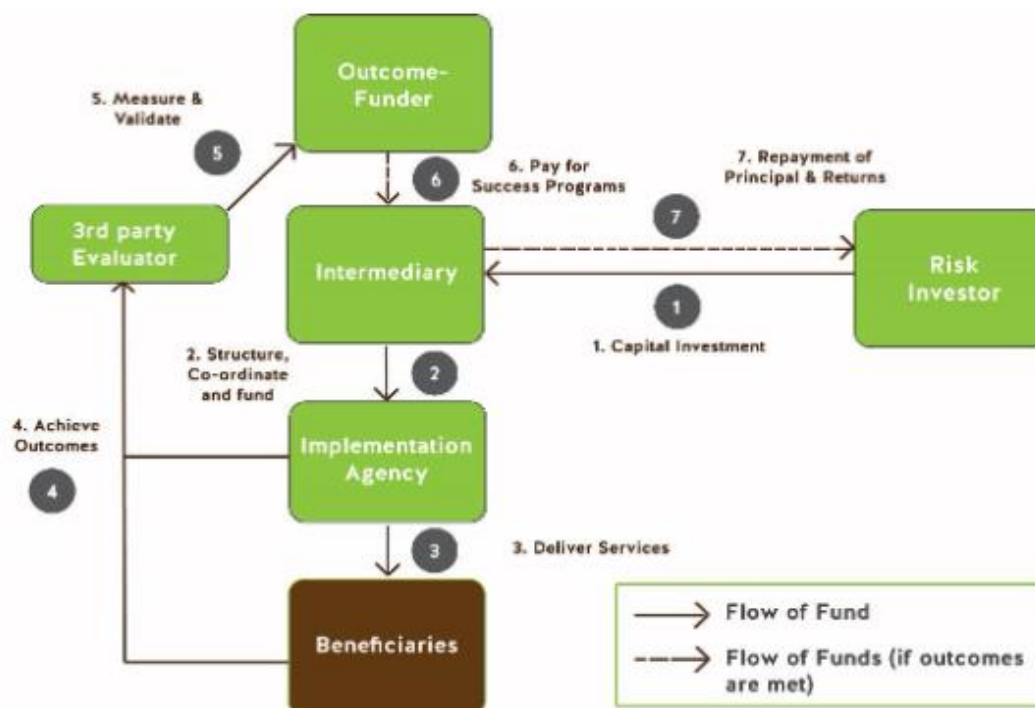 Outcome-
Funder
5. Measure &
Validate
5
6
6. Pay for
Success Programs
7. Repayment of
Principal & Returns
7
3rd party
Evaluator
Intermediary
Risk
Investor
1
1. Capital Investment
2. Structure,
Co-ordinate
and fund
2
4. Achieve
Outcomes
4
Implementation
Agency
3
3. Deliver Services
Beneficiaries
Flow of Fund
Flow of Funds (if outcomes
are met)